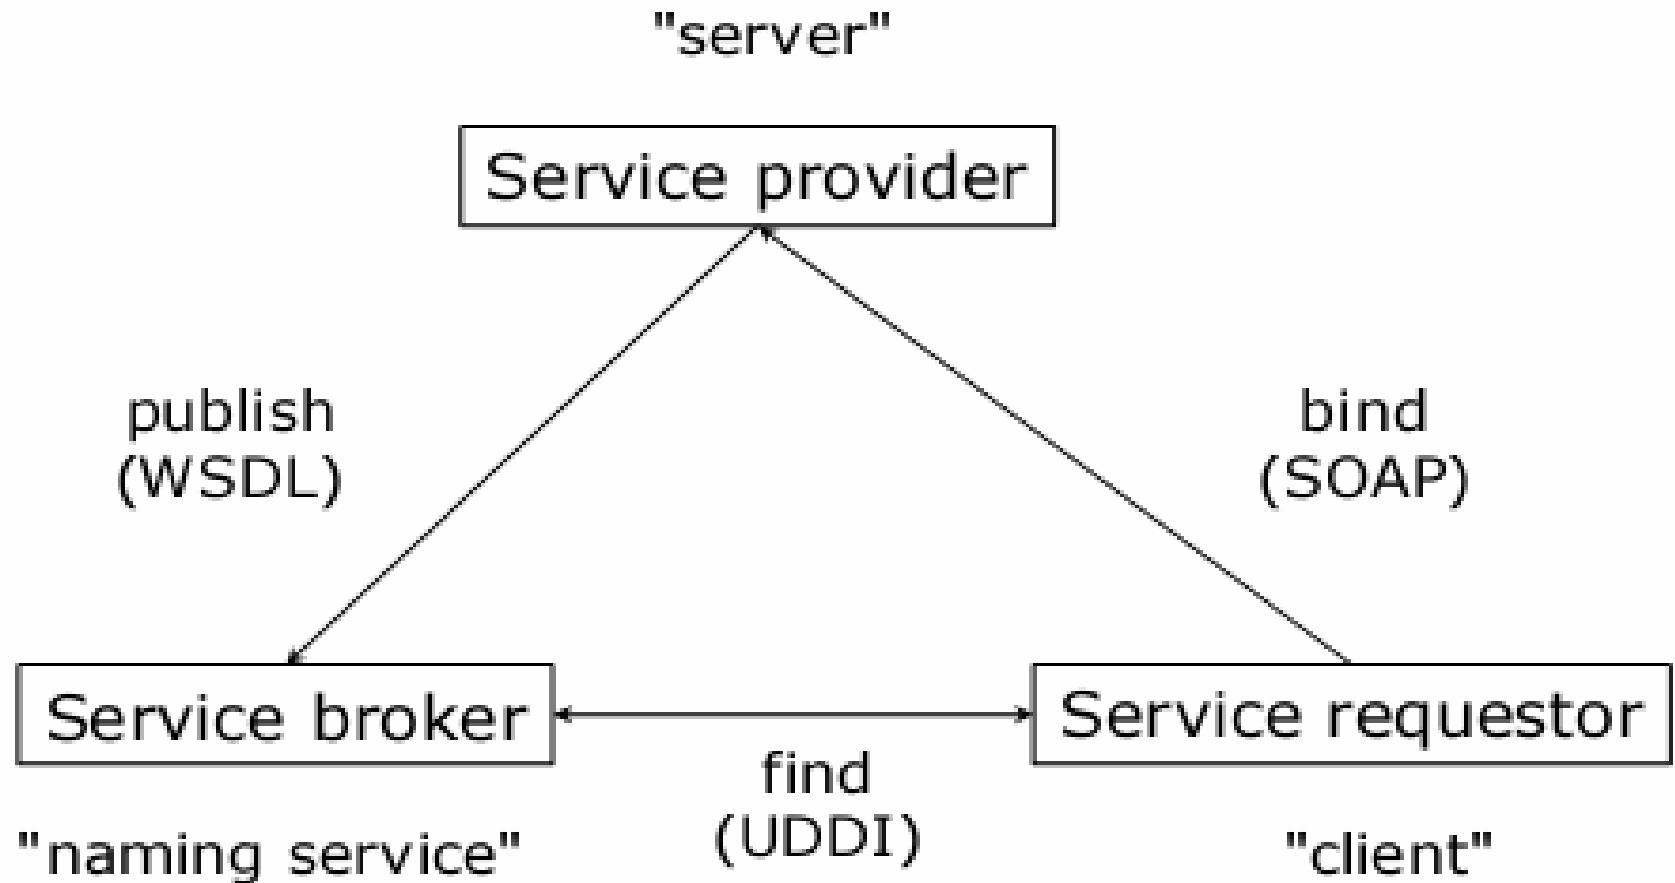 "server"
Service provider
publish
(WSDL)
bind
(SOAP)
Service broker
Service requestor
find
(UDDI)
"naming service"
"client"